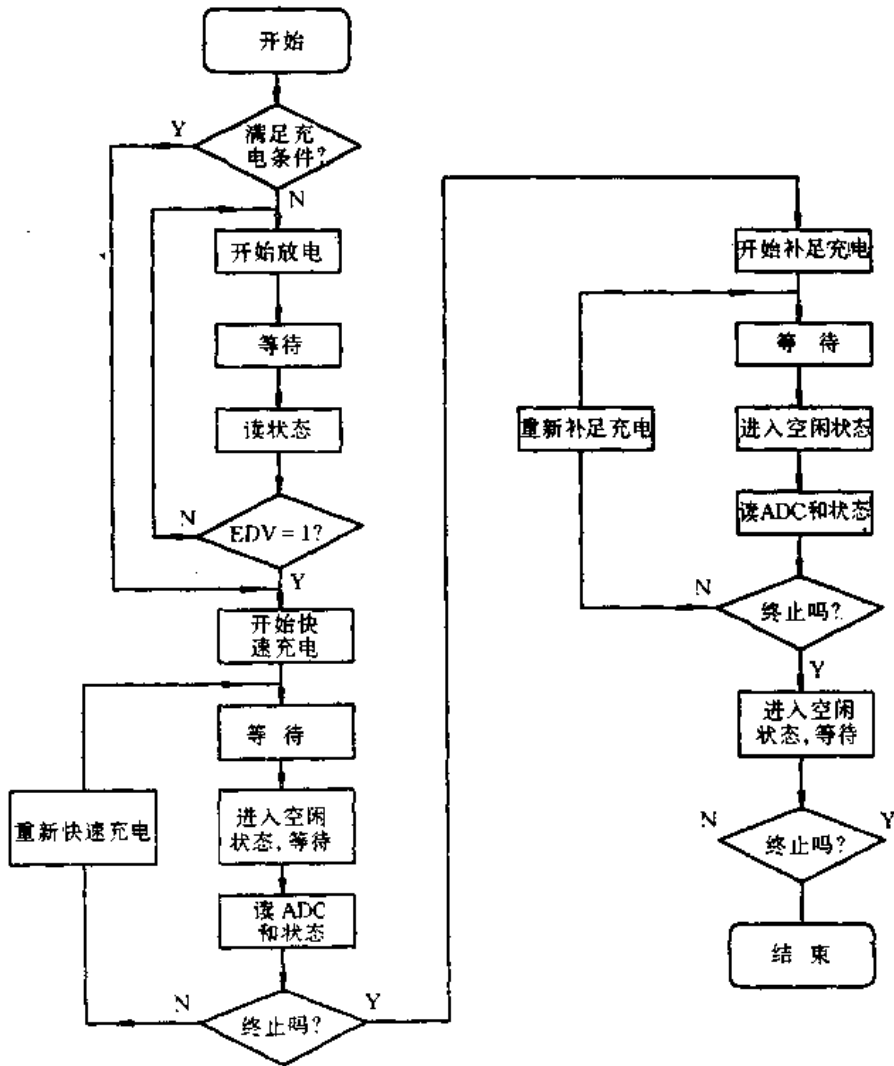 开始
Y
满足充
电条件?
N
开始放电
等待
读状态
N
EDV=1?
Y
开始快
速充电
等 待
重新快速充电
进入空闲
状态,等待
读ADC
和状态
N
终止吗?
Y
开始补足充电
等 待
重新补足充电
进入空闲状态
读ADC和状态
N
终止吗?
Y
进入空闲
状态,等待
N
终止吗?
Y
结 束